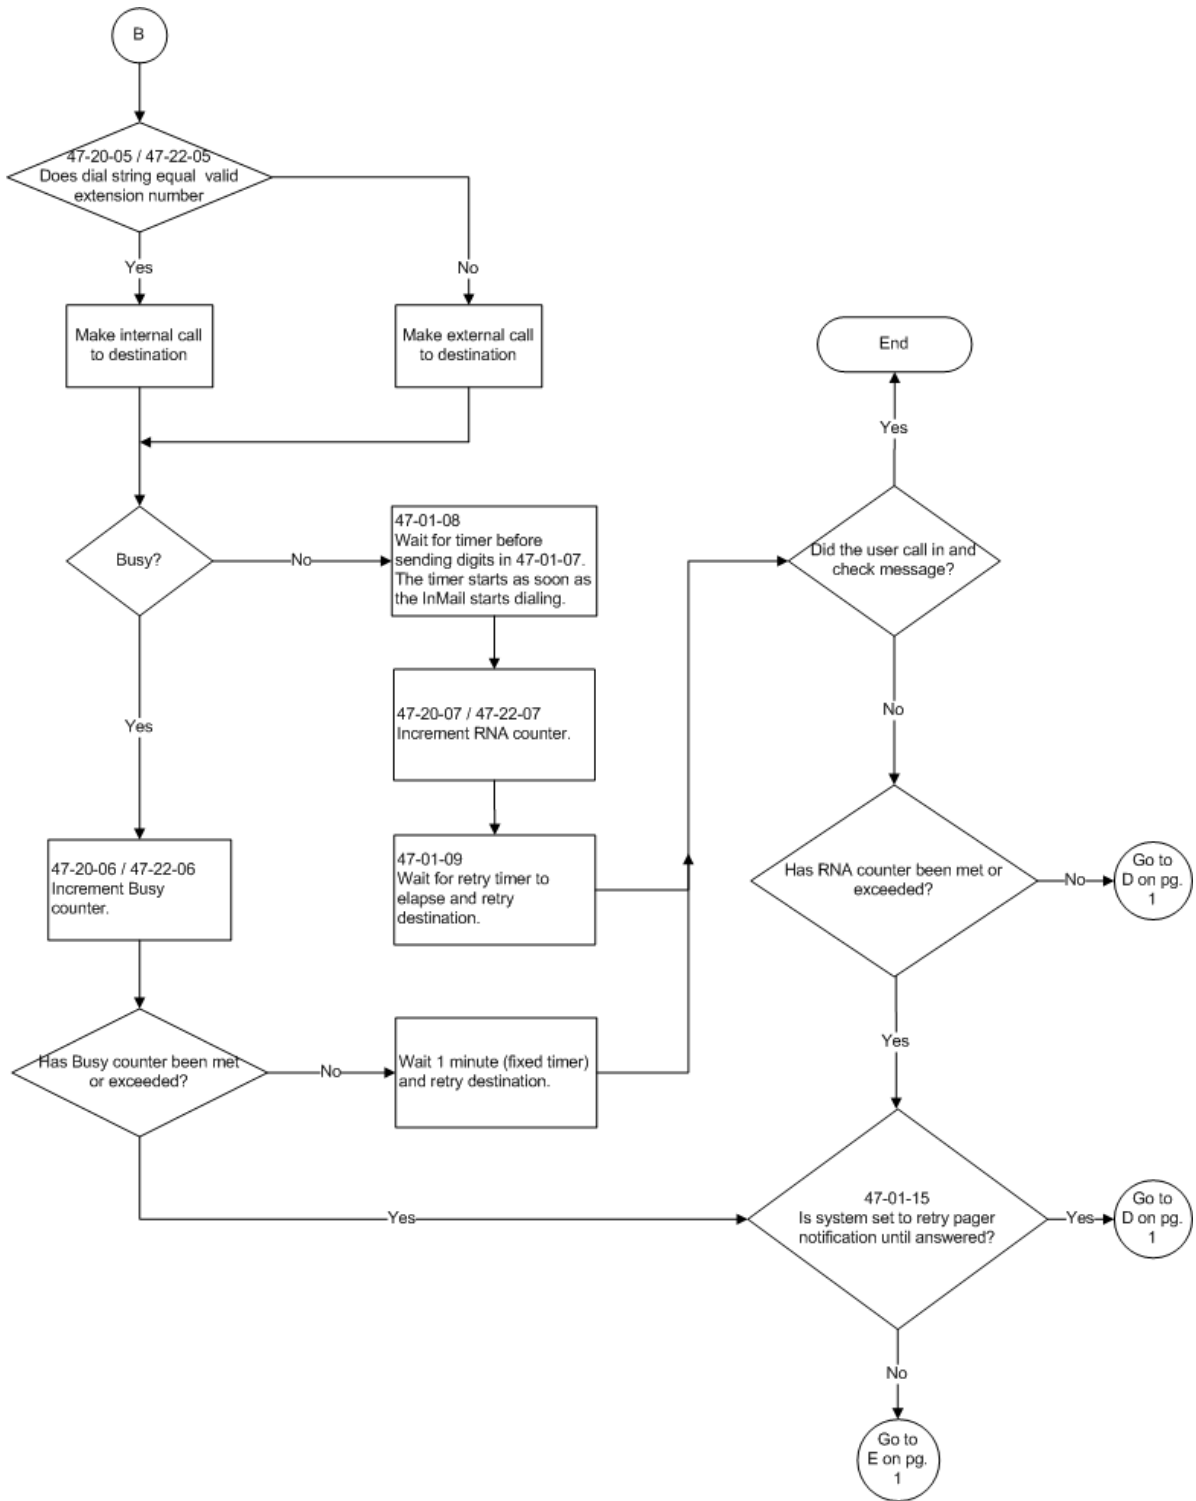 B
47-20-05 / 47-22-05
Does dial string equal  valid
extension number
Yes
No
Make internal call
to destination
Make external call
to destination
End
Yes
Busy?
No
47-01-08
Wait for timer before
sending digits in 47-01-07.
The timer starts as soon as
the InMail starts dialing.
Did the user call in and
check message?
Yes
47-20-07 / 47-22-07
Increment RNA counter.
No
47-20-06 / 47-22-06
Increment Busy
counter.
47-01-09
Wait for retry timer to
elapse and retry
destination.
Has RNA counter been met or
exceeded?
No
Go to
D on pg.
1
Has Busy counter been met
or exceeded?
No
Wait 1 minute (fixed timer)
and retry destination.
Yes
Yes
47-01-15
Is system set to retry pager
notification until answered?
Yes
Go to
D on pg.
1
No
Go to
E on pg.
1